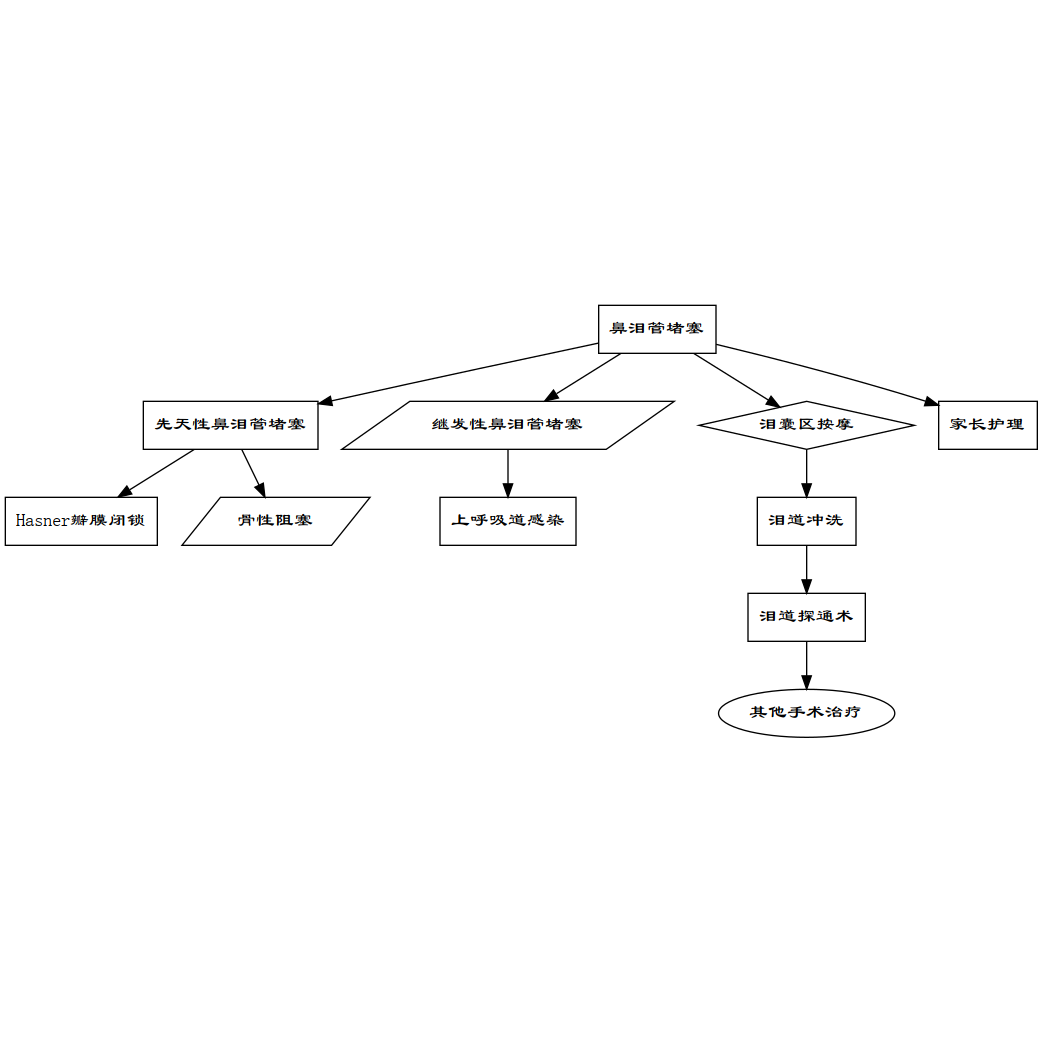 鼻泪管堵塞
先天性鼻泪管堵塞
继发性鼻泪管堵塞
泪囊区按摩
家长护理
Hasner瓣膜闭锁
骨性阻塞
上呼吸道感染
泪道冲洗
泪道探通术
其他手术治疗